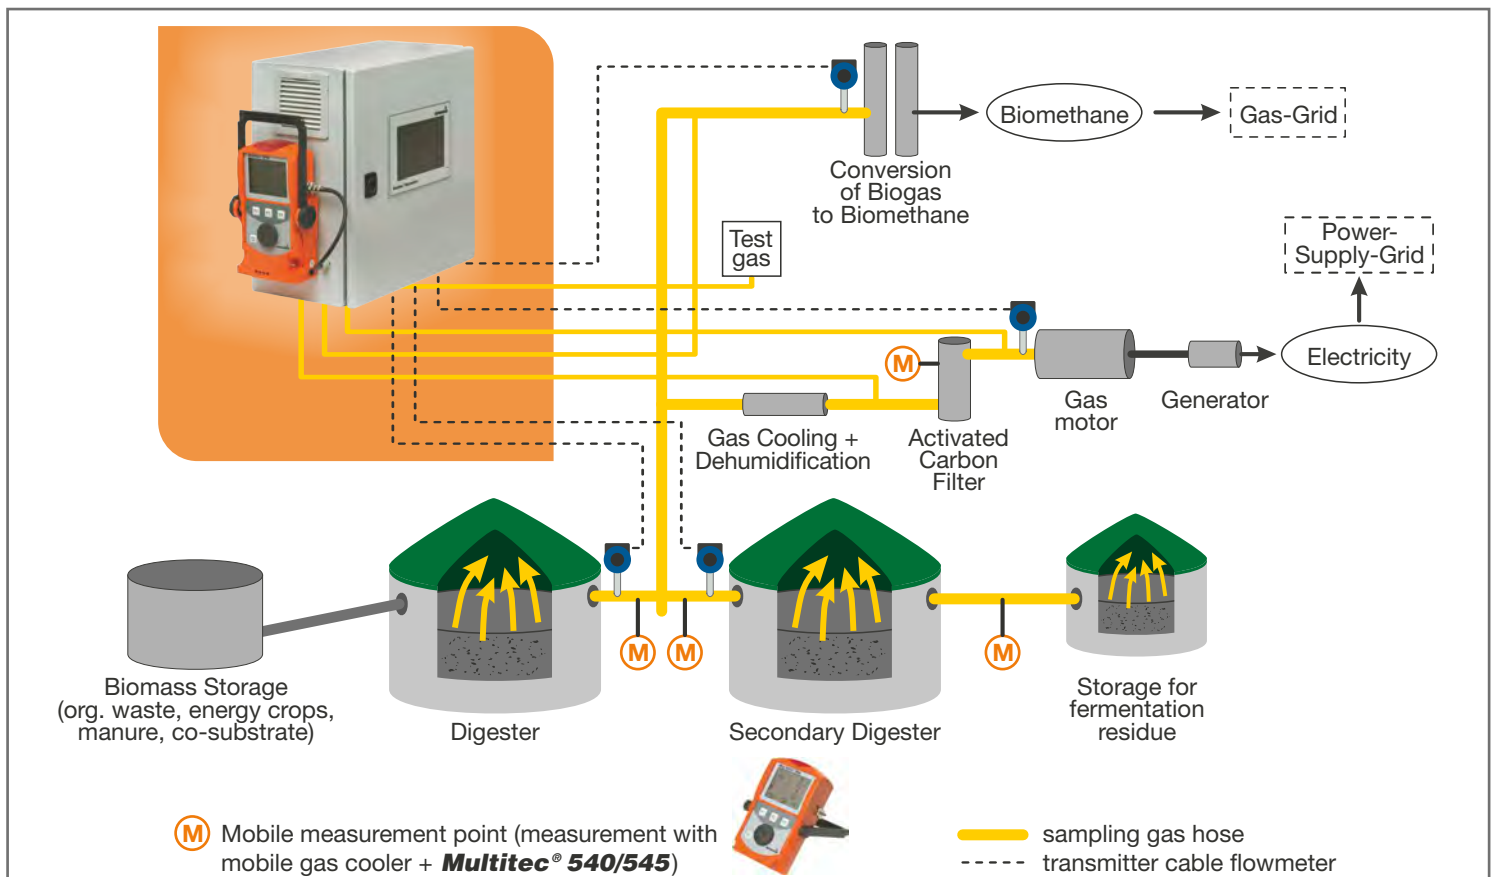 Biomethane
Gas-Grid
Conversion
of Biogas
to Biomethane
Test
gas
Power-
Supply-Grid
M
Electricity
Gas
motor
Generator
Gas Cooling +
Dehumidification
Activated
Carbon
Filter
M
M
M
Biomass Storage
(org. waste, energy crops,
manure, co-substrate)
Digester
Secondary Digester
Storage for
fermentation
residue
M Mobile measurement point (measurement with
mobile gas cooler + Multitec® 540/545)
sampling gas hose
transmitter cable flowmeter